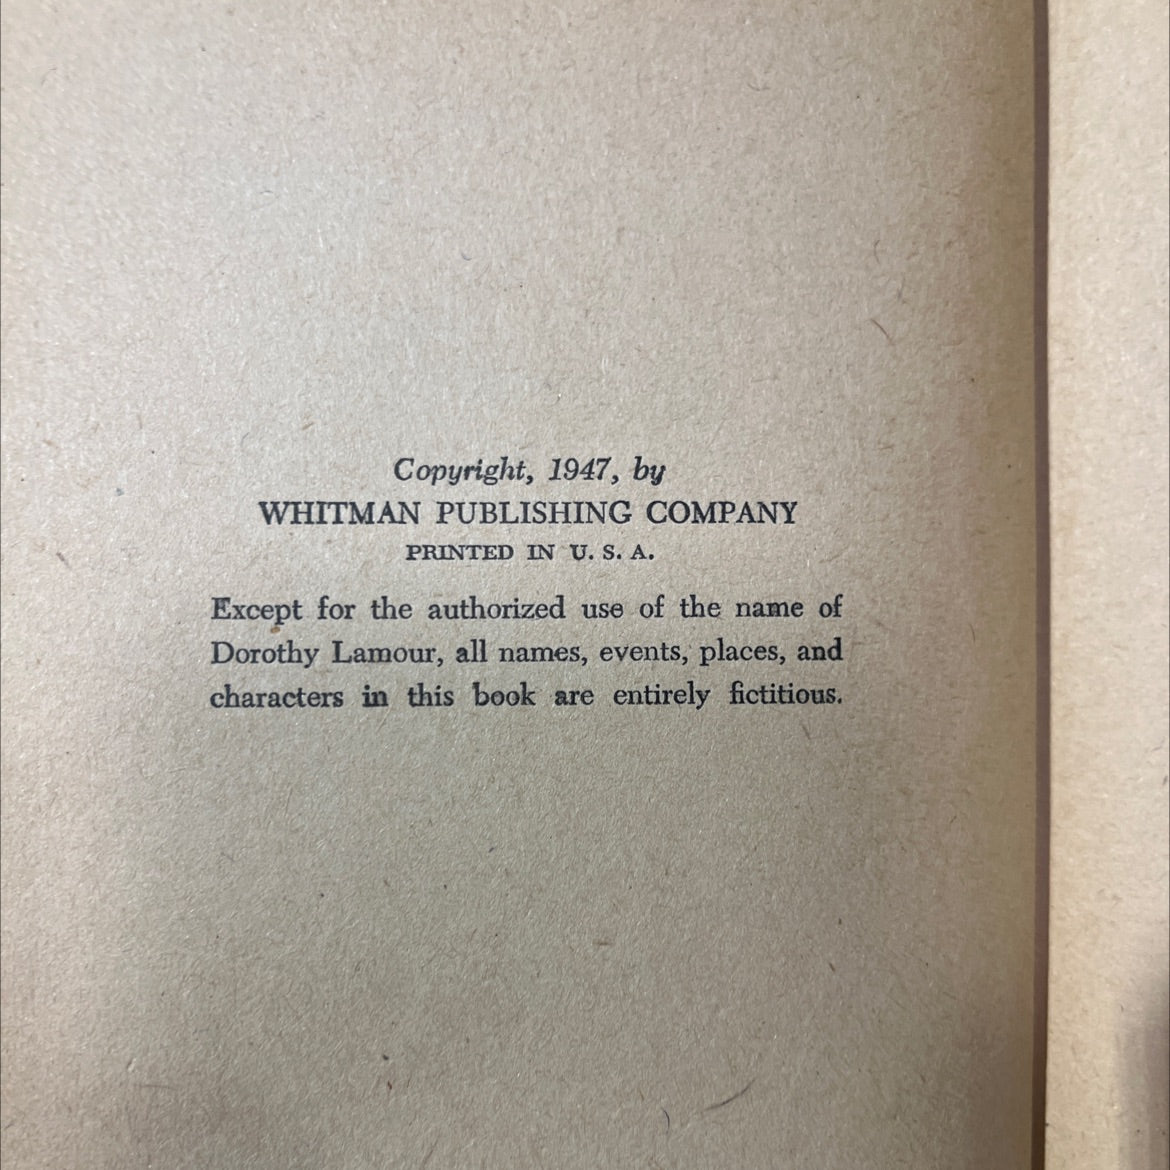 Copyright, 1947, by
WHITMAN PUBLISHING COMPANY
PRINTED IN U. S. A.
Except for the authorized use of the name of
Dorothy Lamour, all names, events, places, and
characters in this book are entirely fictitious.